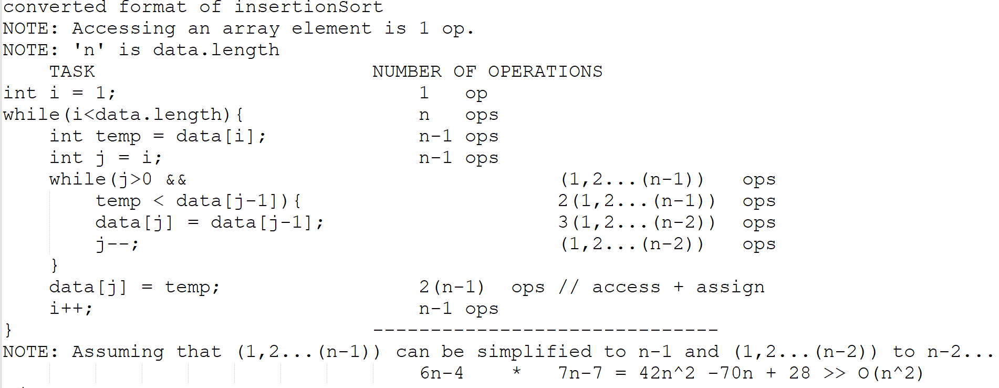 converted format of insertionSort
NOTE: Accessing an array element is 1 op.
NOTE: 'n' is data.length
    TASK                        NUMBER OF OPERATIONS
int i = 1;                          1   op
while(i<data.length){               n   ops
    int temp = data[i];             n-1 ops
    int j = i;                      n-1 ops
    while(j>0 &&                                (1,2...(n-1))   ops
        temp < data[j-1]){                      2(1,2...(n-1))  ops
        data[j] = data[j-1];                    3(1,2...(n-2))  ops
        j--;                                    (1,2...(n-2))   ops
    }
    data[j] = temp;                 2(n-1)  ops // access + assign
    i++;                            n-1 ops
}                               ------------------------------
NOTE: Assuming that (1,2...(n-1)) can be simplified to n-1 and (1,2...(n-2)) to n-2...
                                    6n-4    *   7n-7 = 42n^2 -70n + 28 >> O(n^2)